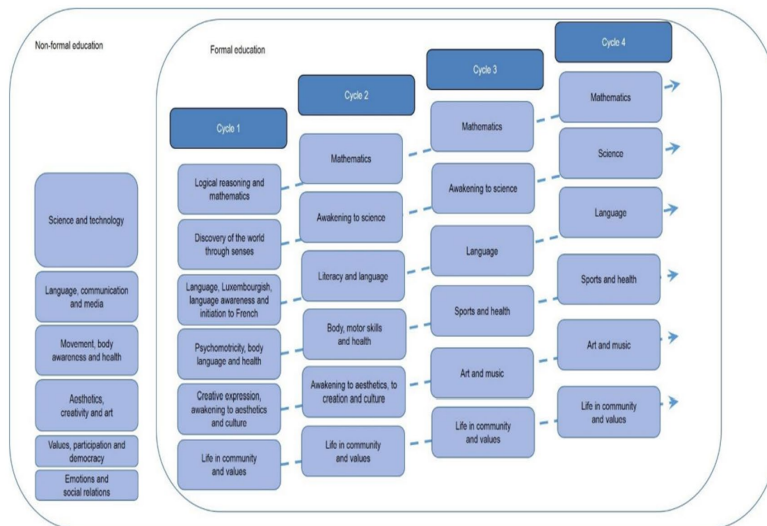 Non-formal education
Science and technology
Language, communication
and media
Movement, body
awareness and health
Aesthetics,
creativity and art
Values, participation and
democracy
Emotions and
social relations
Formal education
Cycle 1
Logical reasoning and
mathematics
Discovery of the world
through senses
Language, Luxembourgish,
language awareness and
initiation to French
Psychomotricity, body
language and health
Creative expression,
awakening to aesthetics
and culture
Life in community
and values
Cycle 2
Mathematics
Awakening to science
Literacy and language
Body, motor skills
and health
Awakening to aesthetics, to
creation and culture
Life in community
and values
Cycle 3
Mathematics
Awakening to science
Language
Sports and health
Art and music
Life in community
and values
Cycle 4
Mathematics
Science
Language
Sports and health
Art and music
Life in community
and values